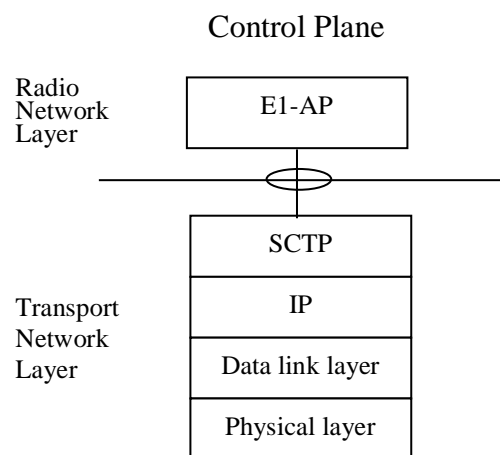 Control Plane
Radio
Network
Layer
E1-AP
SCTP
IP
Transport
Network
Layer
Data link layer
Physical layer